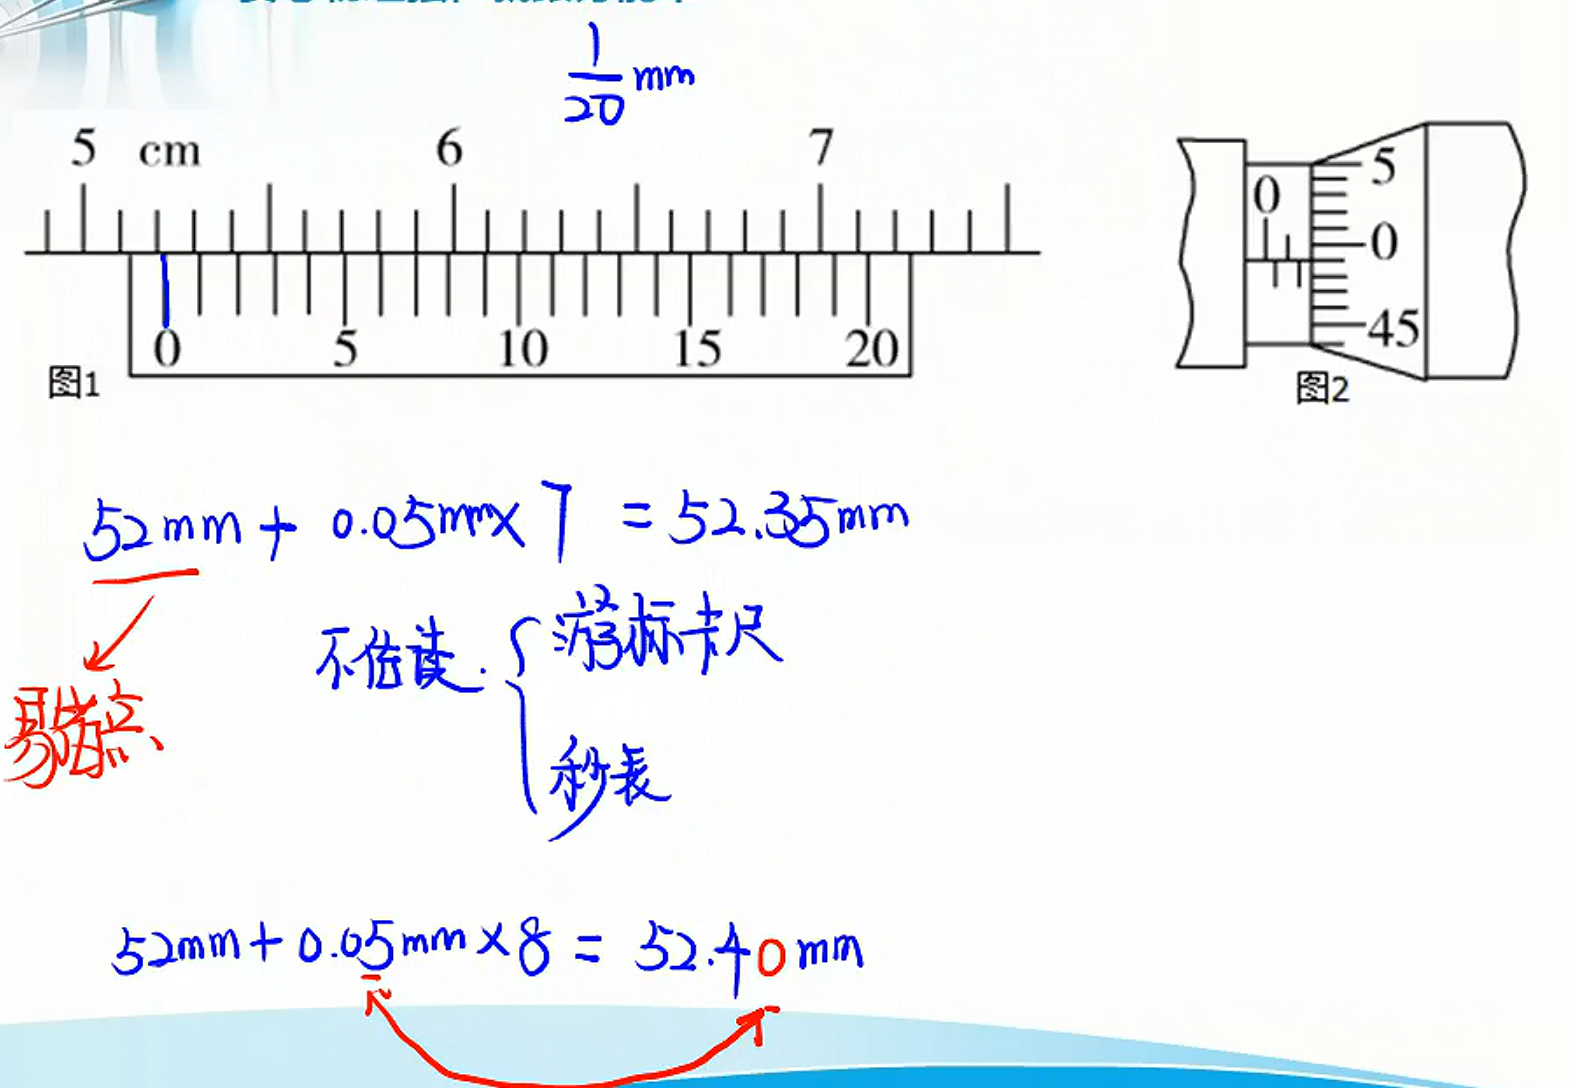 1/20 mm
5 cm 6 7
0 5 10 15 20
图1
0 5
0
45
图2
52mm + 0.05mm× 7 = 52.35mm
不估读. { 游标卡尺
秒表
易错点、
52mm + 0.05mm × 8 = 52.40mm